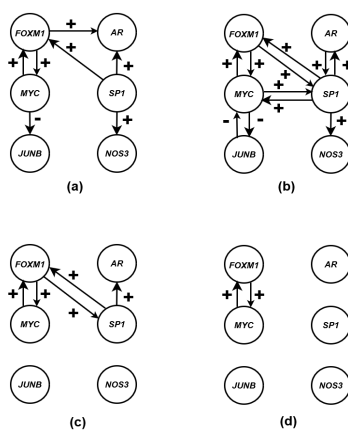 FOXM1 + AR
+ + + +
MYC SP1
- +
JUNB NOS3
(a)
FOXM1 AR
+ + + + + +
MYC + SP1
+
- - +
JUNB NOS3
(b)
FOXM1 AR
+ + + + +
MYC SP1
JUNB NOS3
(c)
FOXM1 AR
+ +
MYC SP1
JUNB NOS3
(d)